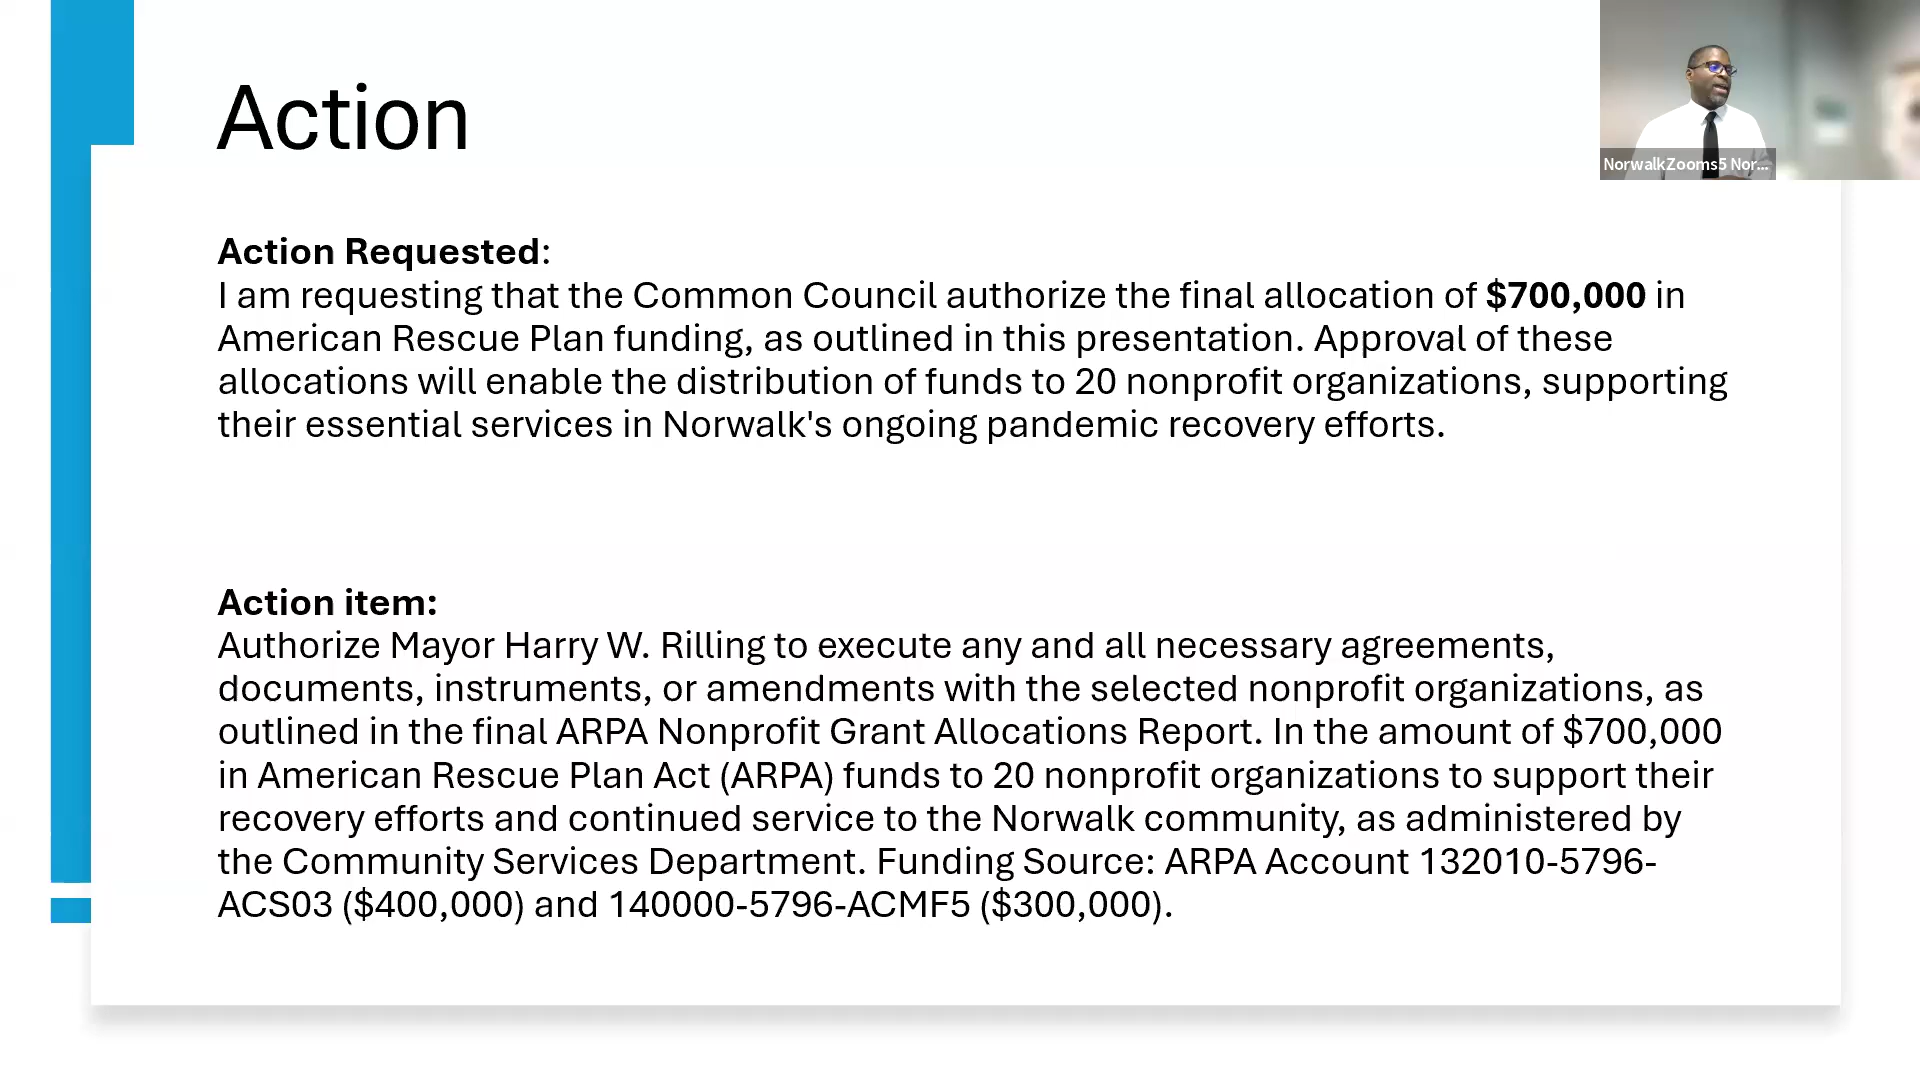 Action
NorwalkZooms5 Nor...
Action Requested:
I am requesting that the Common Council authorize the final allocation of $700,000 in
American Rescue Plan funding, as outlined in this presentation. Approval of these
allocations will enable the distribution of funds to 20 nonprofit organizations, supporting
their essential services in Norwalk's ongoing pandemic recovery efforts.
Action item:
Authorize Mayor Harry W. Rilling to execute any and all necessary agreements,
documents, instruments, or amendments with the selected nonprofit organizations, as
outlined in the final ARPA Nonprofit Grant Allocations Report. In the amount of $700,000
in American Rescue Plan Act (ARPA) funds to 20 nonprofit organizations to support their
recovery efforts and continued service to the Norwalk community, as administered by
the Community Services Department. Funding Source: ARPA Account 132010-5796-
ACS03 ($400,000) and 140000-5796-ACMF5 ($300,000).